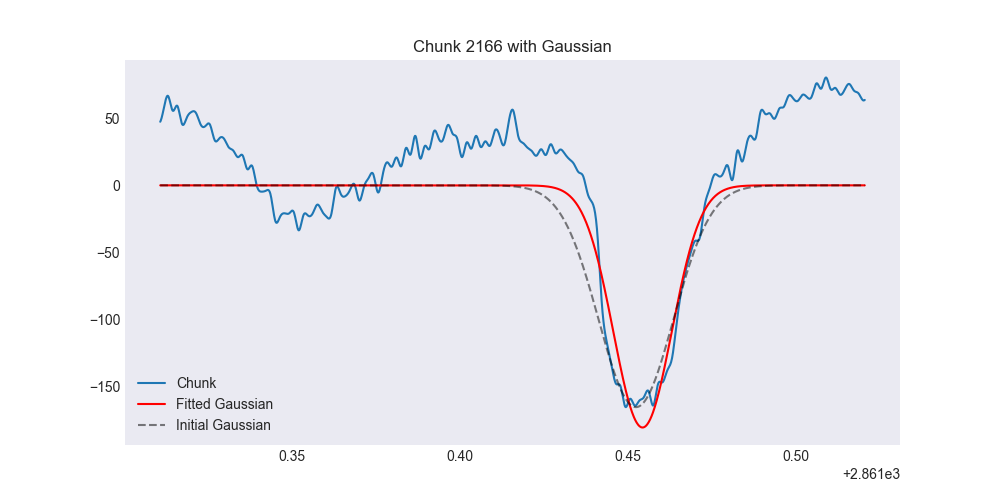 Chunk 2166 with Gaussian
50
0
−50
−100
−150
Chunk
Fitted Gaussian
Initial Gaussian
0.35 0.40 0.45 0.50
+2.861e3